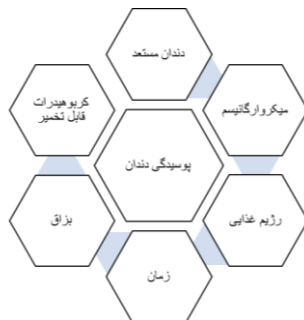 دندان مستعد
میکروارگانیسم
کربوهیدرات
قابل تخمیر
پوسیدگی دندان
رژیم غذایی
بزاق
زمان